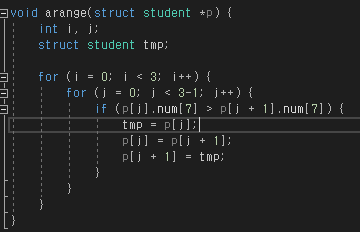 void arange(struct student *p) {
int i, j;
struct student tmp;
for (i = 0; i < 3; i++) {
for (j = 0; j < 3-1; j++) {
if (p[j].num[7] > p[j + 1].num[7]) {
tmp = p[j];
p[j] = p[j + 1];
p[j + 1] = tmp;
}
}
}
}